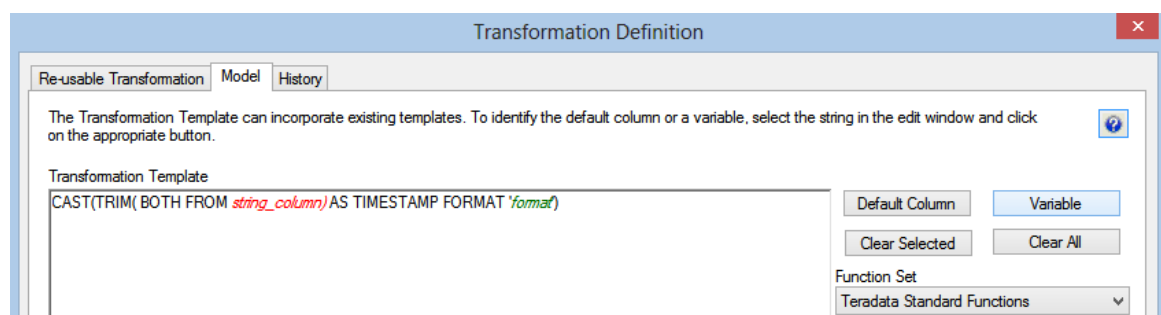 Transformation Definition
Re-usable Transformation Model History
The Transformation Template can incorporate existing templates. To identify the default column or a variable, select the string in the edit window and click
on the appropriate button.
Transformation Template
CAST(TRIM( BOTH FROM string_column) AS TIMESTAMP FORMAT 'format')
Default Column Variable
Clear Selected Clear All
Function Set
Teradata Standard Functions